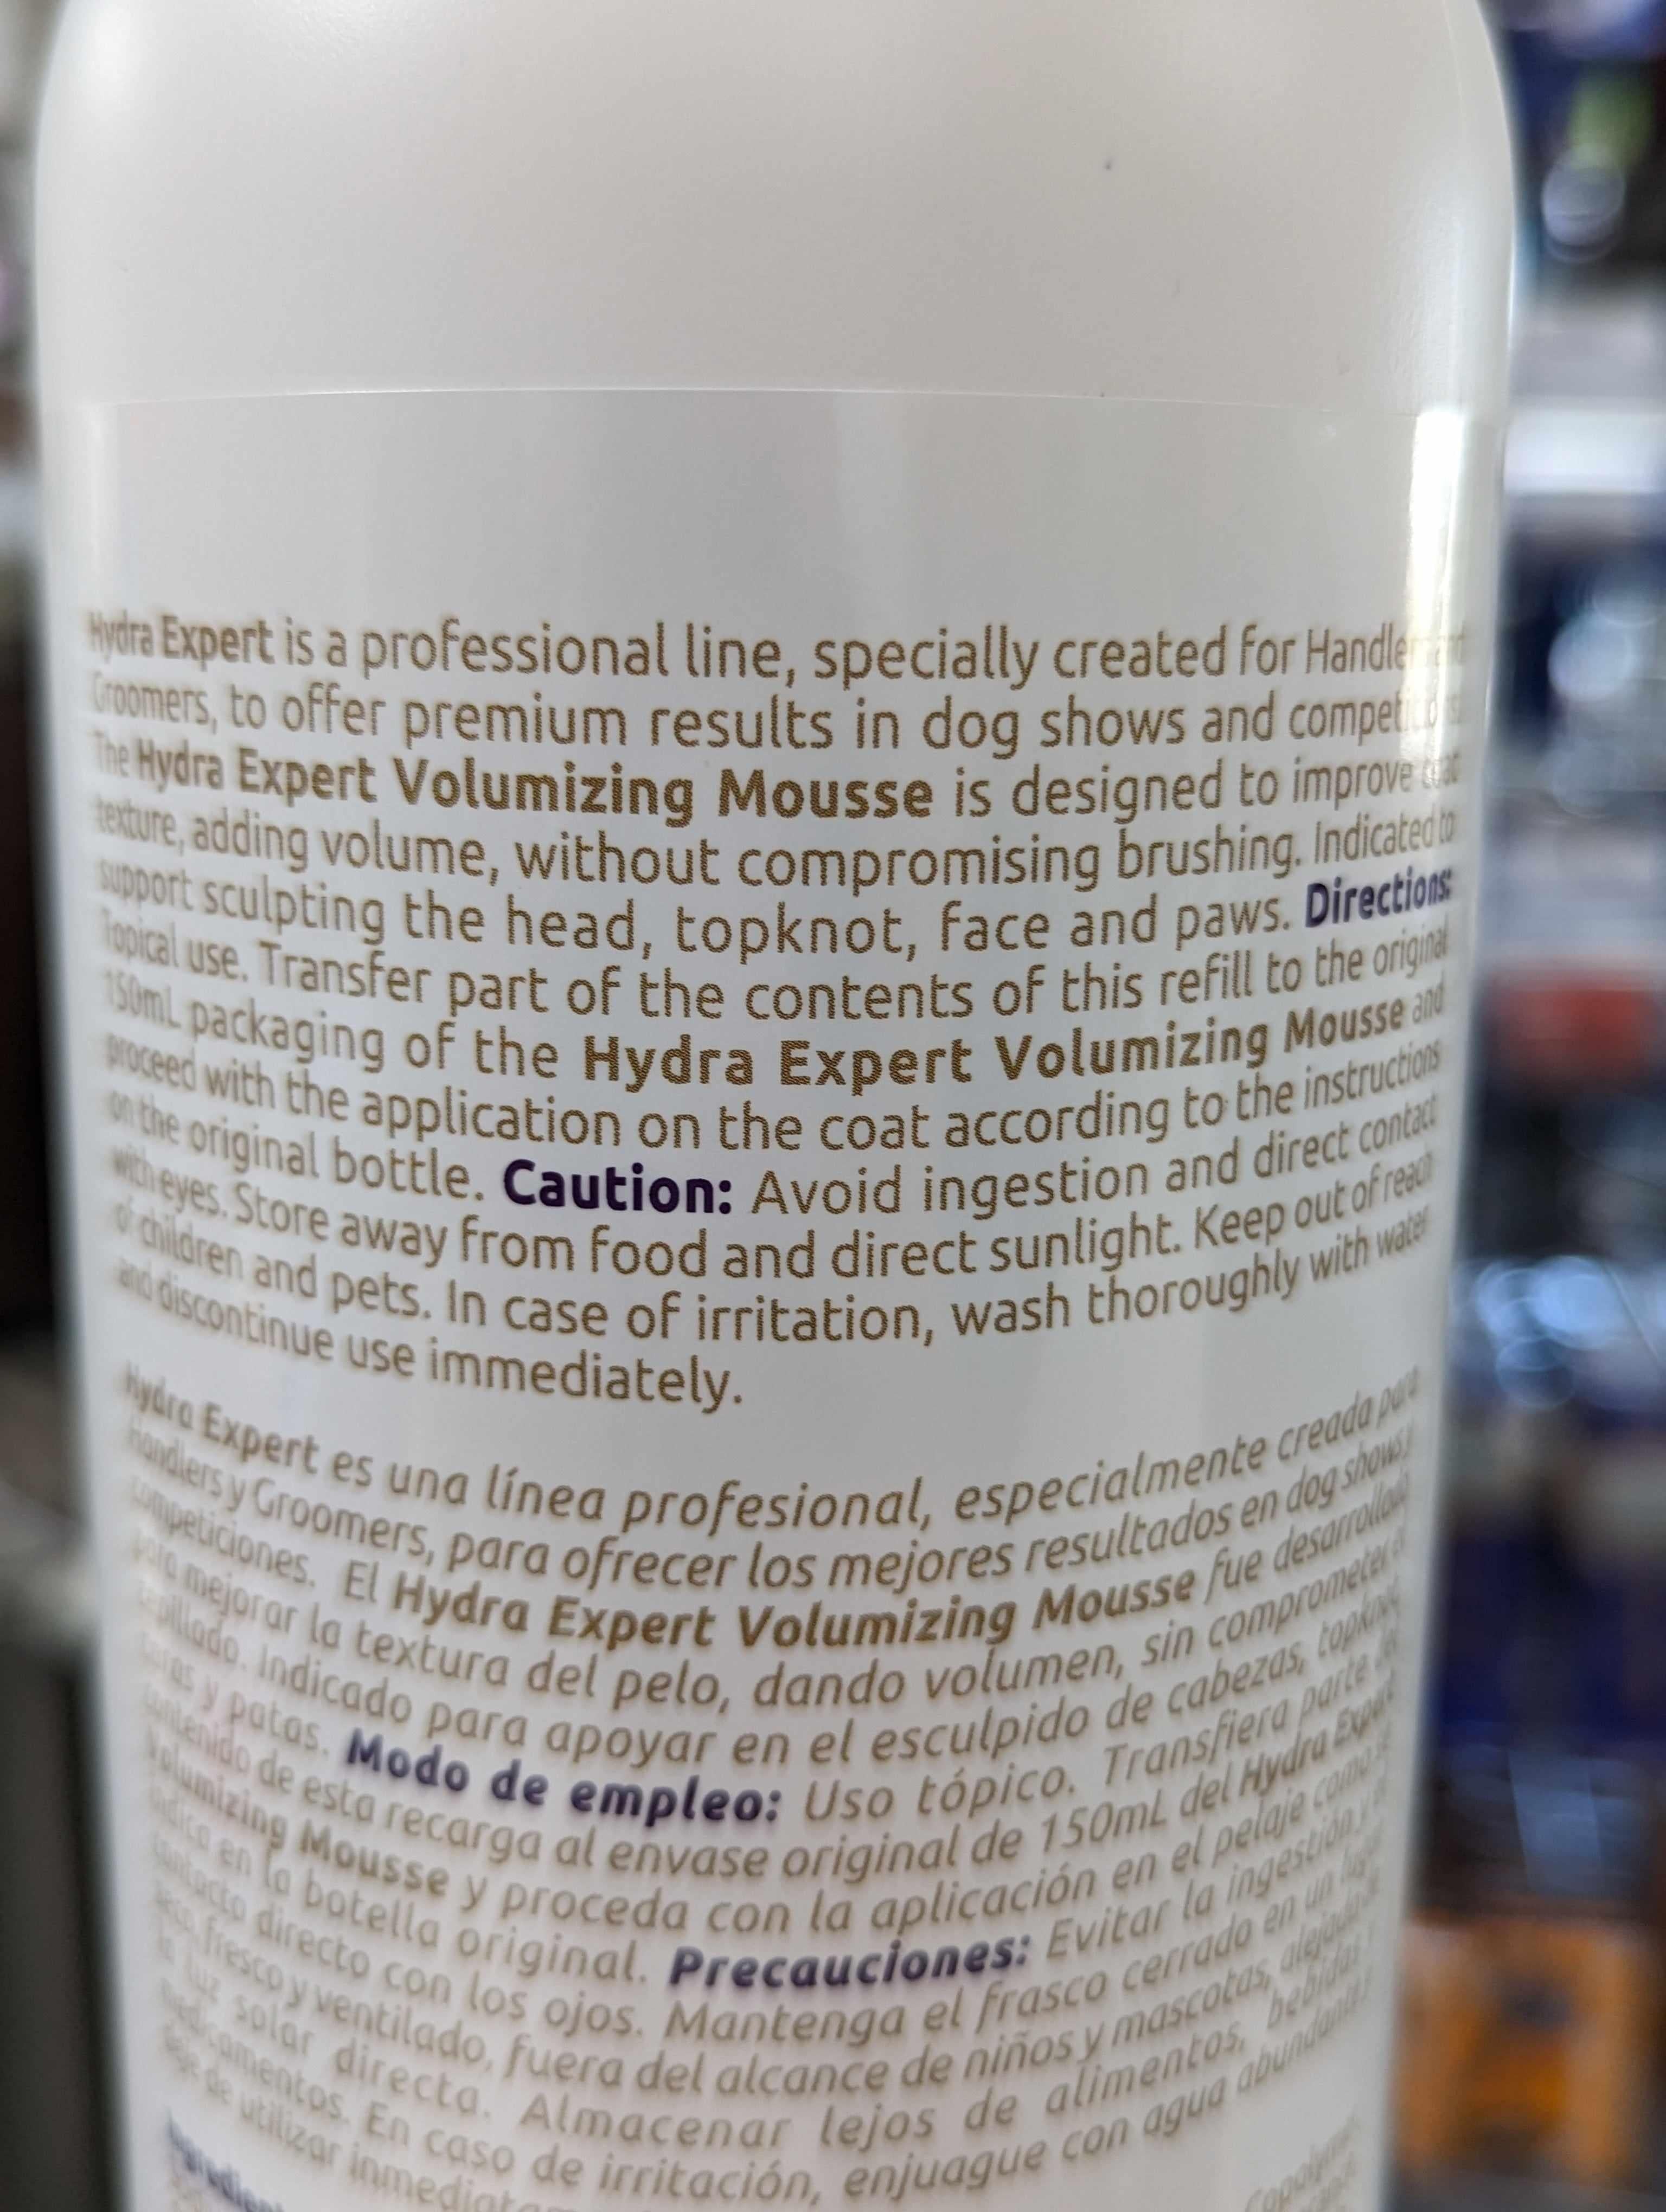 Hydra Expert is a professional line, specially created for Handlers and
Groomers, to offer premium results in dog shows and competitions.
The Hydra Expert Volumizing Mousse is designed to improve coat
texture, adding volume, without compromising brushing. Indicated to
support sculpting the head, topknot, face and paws. Directions:
Topical use. Transfer part of the contents of this refill to the original
150mL packaging of the Hydra Expert Volumizing Mousse and
proceed with the application on the coat according to the instructions
on the original bottle. Caution: Avoid ingestion and direct contact
with eyes. Store away from food and direct sunlight. Keep out of reach
of children and pets. In case of irritation, wash thoroughly with water
and discontinue use immediately.
Hydra Expert es una línea profesional, especialmente creada para
Handlers y Groomers, para ofrecer los mejores resultados en dog shows y
competiciones. El Hydra Expert Volumizing Mousse fue desarrollado
para mejorar la textura del pelo, dando volumen, sin comprometer el
cepillado. Indicado para apoyar en el esculpido de cabezas, topknot,
caras y patas. Modo de empleo: Uso tópico. Transfiera parte del
contenido de esta recarga al envase original de 150mL del Hydra Expert
Volumizing Mousse y proceda con la aplicación en el pelaje como se
indica en la botella original. Precauciones: Evitar la ingestión y el
contacto directo con los ojos. Mantenga el frasco cerrado en un lugar
seco, fresco y ventilado, fuera del alcance de niños y mascotas, alejado de
la luz solar directa. Almacenar lejos de alimentos, bebidas
medicamentos. En caso de irritación, enjuague con agua abundante
deje de utilizar